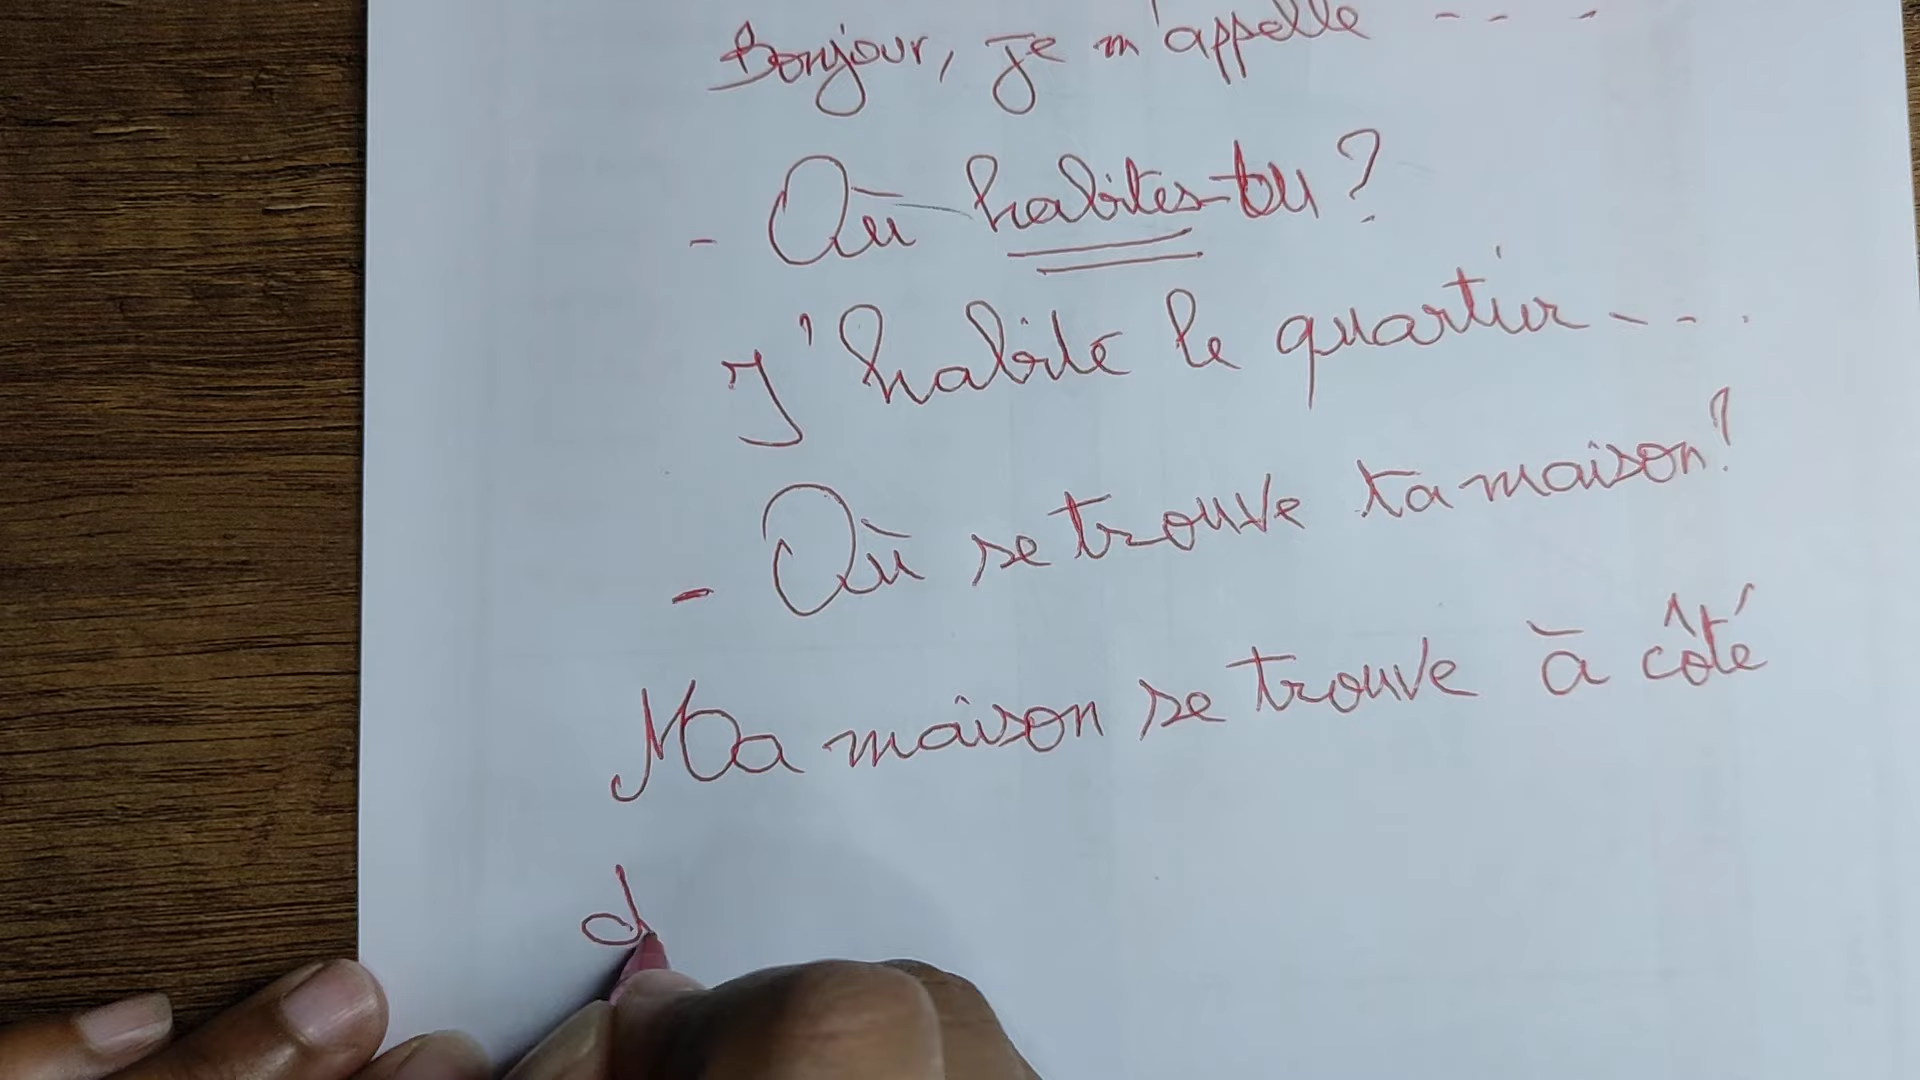 Bonjour, Je m'appelle - - -
- Où habites-tu ?
J'habite le quartier - - .
- Où se trouve ta maison ?
Ma maison se trouve à côté
d